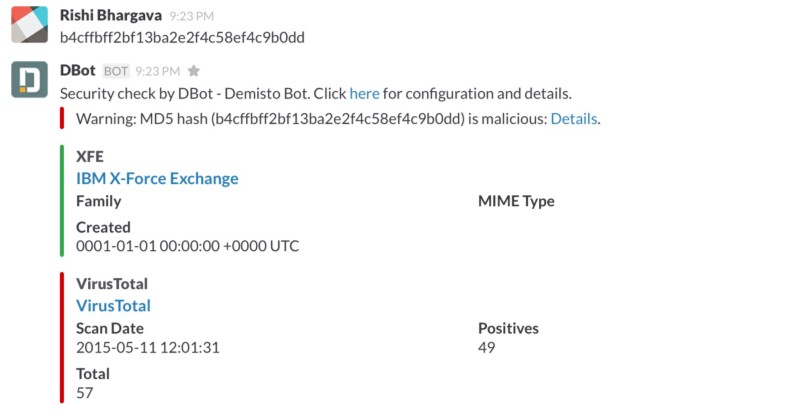 Rishi Bhargava 9:23 PM
b4cffbff2bf13ba2e2f4c58ef4c9b0dd
DBot BOT 9:23 PM
Security check by DBot - Demisto Bot. Click here for configuration and details.
Warning: MD5 hash (b4cffbff2bf13ba2e2f4c58ef4c9b0dd) is malicious: Details.
XFE
IBM X-Force Exchange
Family MIME Type
Created
0001-01-01 00:00:00 +0000 UTC
VirusTotal
VirusTotal
Scan Date Positives
2015-05-11 12:01:31 49
Total
57